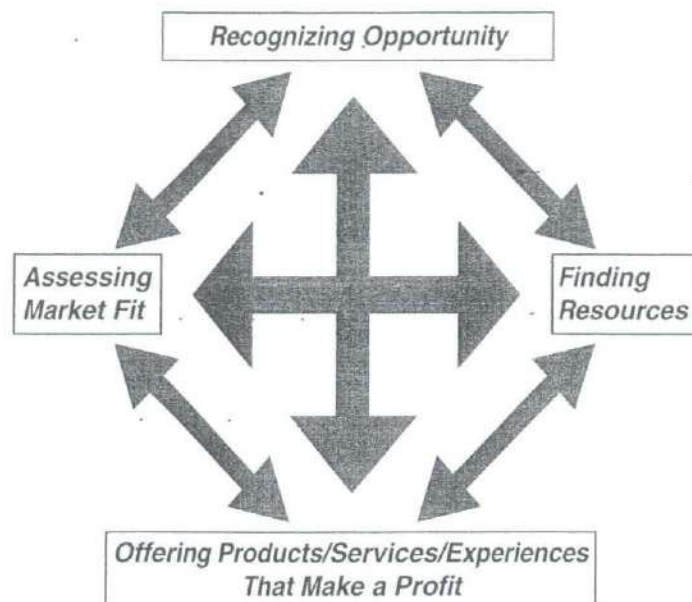 Recognizing Opportunity
Assessing
Market Fit
Finding
Resources
Offering Products/Services/Experiences
That Make a Profit